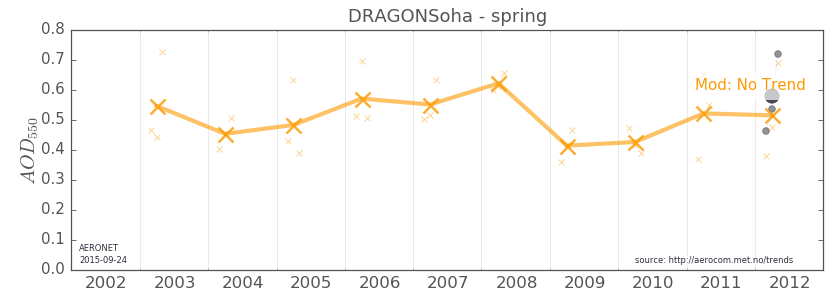 DRAGONSoha - spring
0.8
0.7
0.6
0.5
0.4
0.3
0.2
0.1
0.0
AOD550
Mod: No Trend
AERONET
2015-09-24
source: http://aerocom.met.no/trends
2002 2003 2004 2005 2006 2007 2008 2009 2010 2011 2012